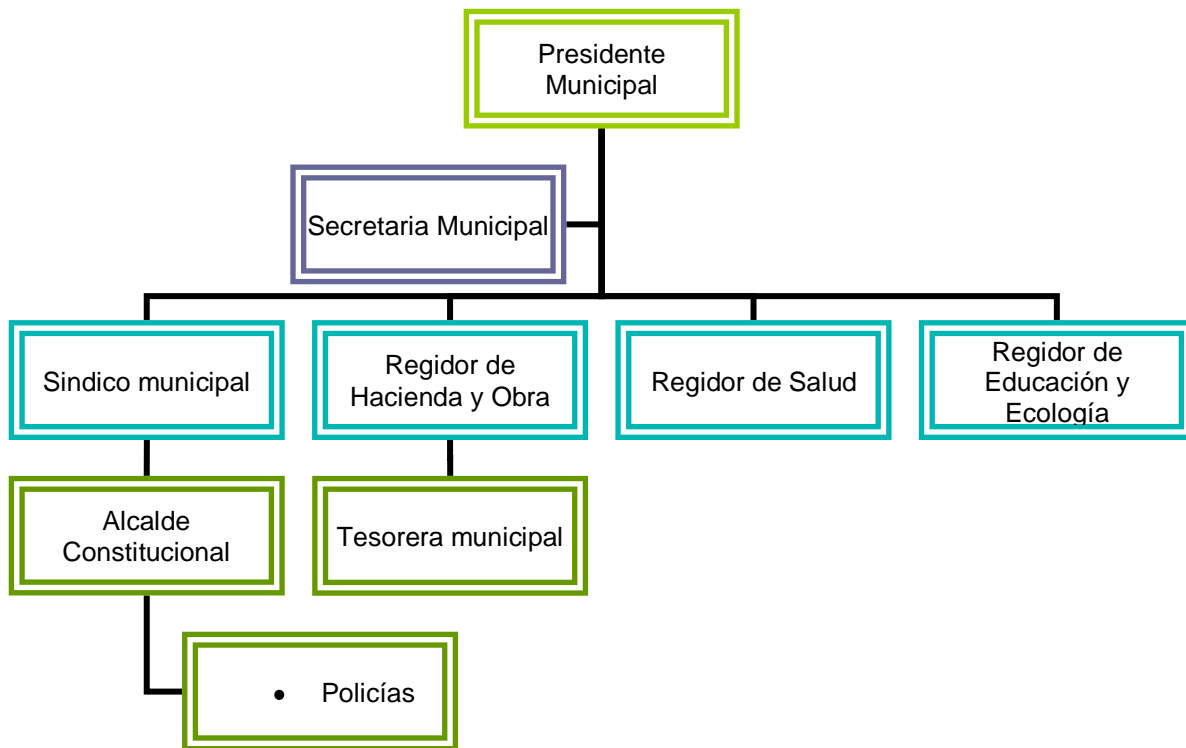 Presidente
Municipal
Secretaria Municipal
Sindico municipal
Regidor de
Hacienda y Obra
Regidor de Salud
Regidor de
Educación y
Ecología
Alcalde
Constitucional
Tesorera municipal
• Policías